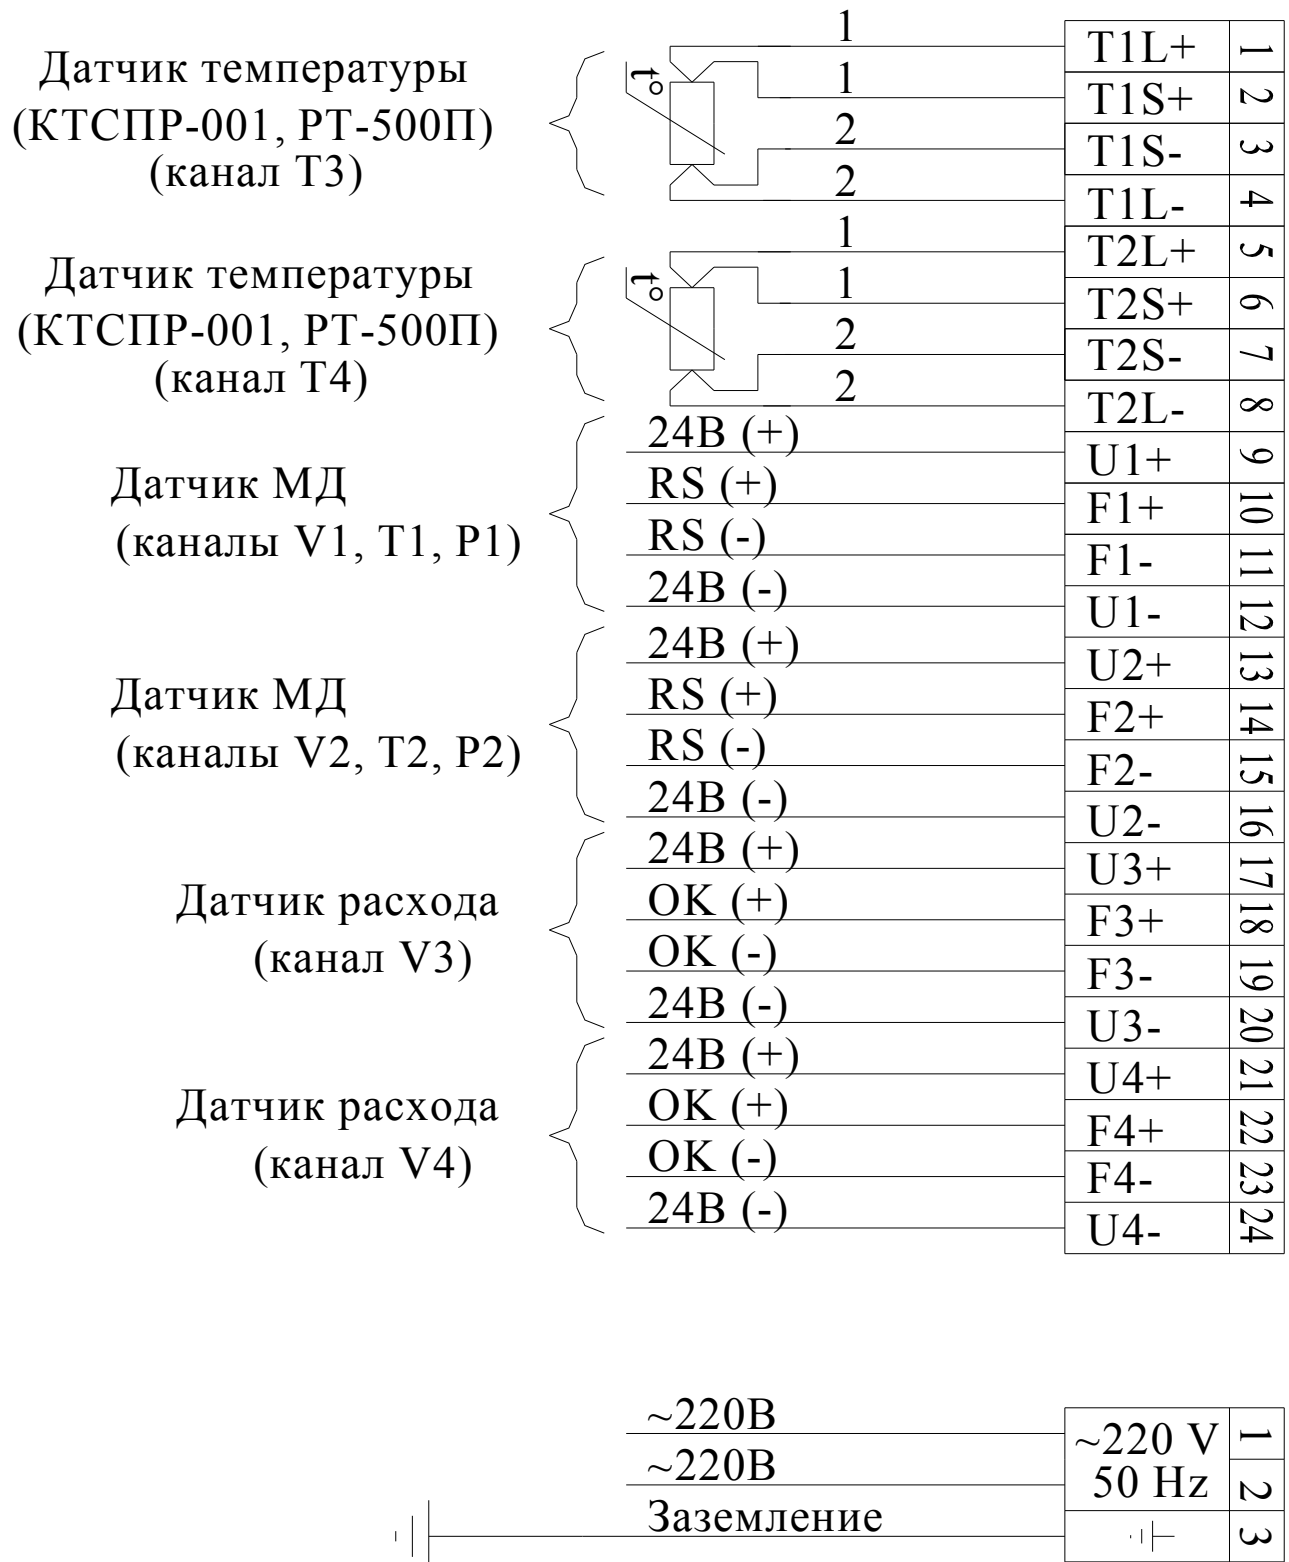 Датчик температуры
(КТСПР-001, РТ-500П)
(канал Т3)
t°
1 T1L+ 1
1 T1S+ 2
2 T1S- 3
2 T1L- 4
Датчик температуры
(КТСПР-001, РТ-500П)
(канал Т4)
t°
1 T2L+ 5
1 T2S+ 6
2 T2S- 7
2 T2L- 8
Датчик МД
(каналы V1, T1, P1)
24В (+) U1+ 9
RS (+) F1+ 10
RS (-) F1- 11
24В (-) U1- 12
Датчик МД
(каналы V2, T2, P2)
24В (+) U2+ 13
RS (+) F2+ 14
RS (-) F2- 15
24В (-) U2- 16
Датчик расхода
(канал V3)
24В (+) U3+ 17
OK (+) F3+ 18
OK (-) F3- 19
24В (-) U3- 20
Датчик расхода
(канал V4)
24В (+) U4+ 21
OK (+) F4+ 22
OK (-) F4- 23
24В (-) U4- 24
~220В ~220 V 1
~220В 50 Hz 2
Заземление 3